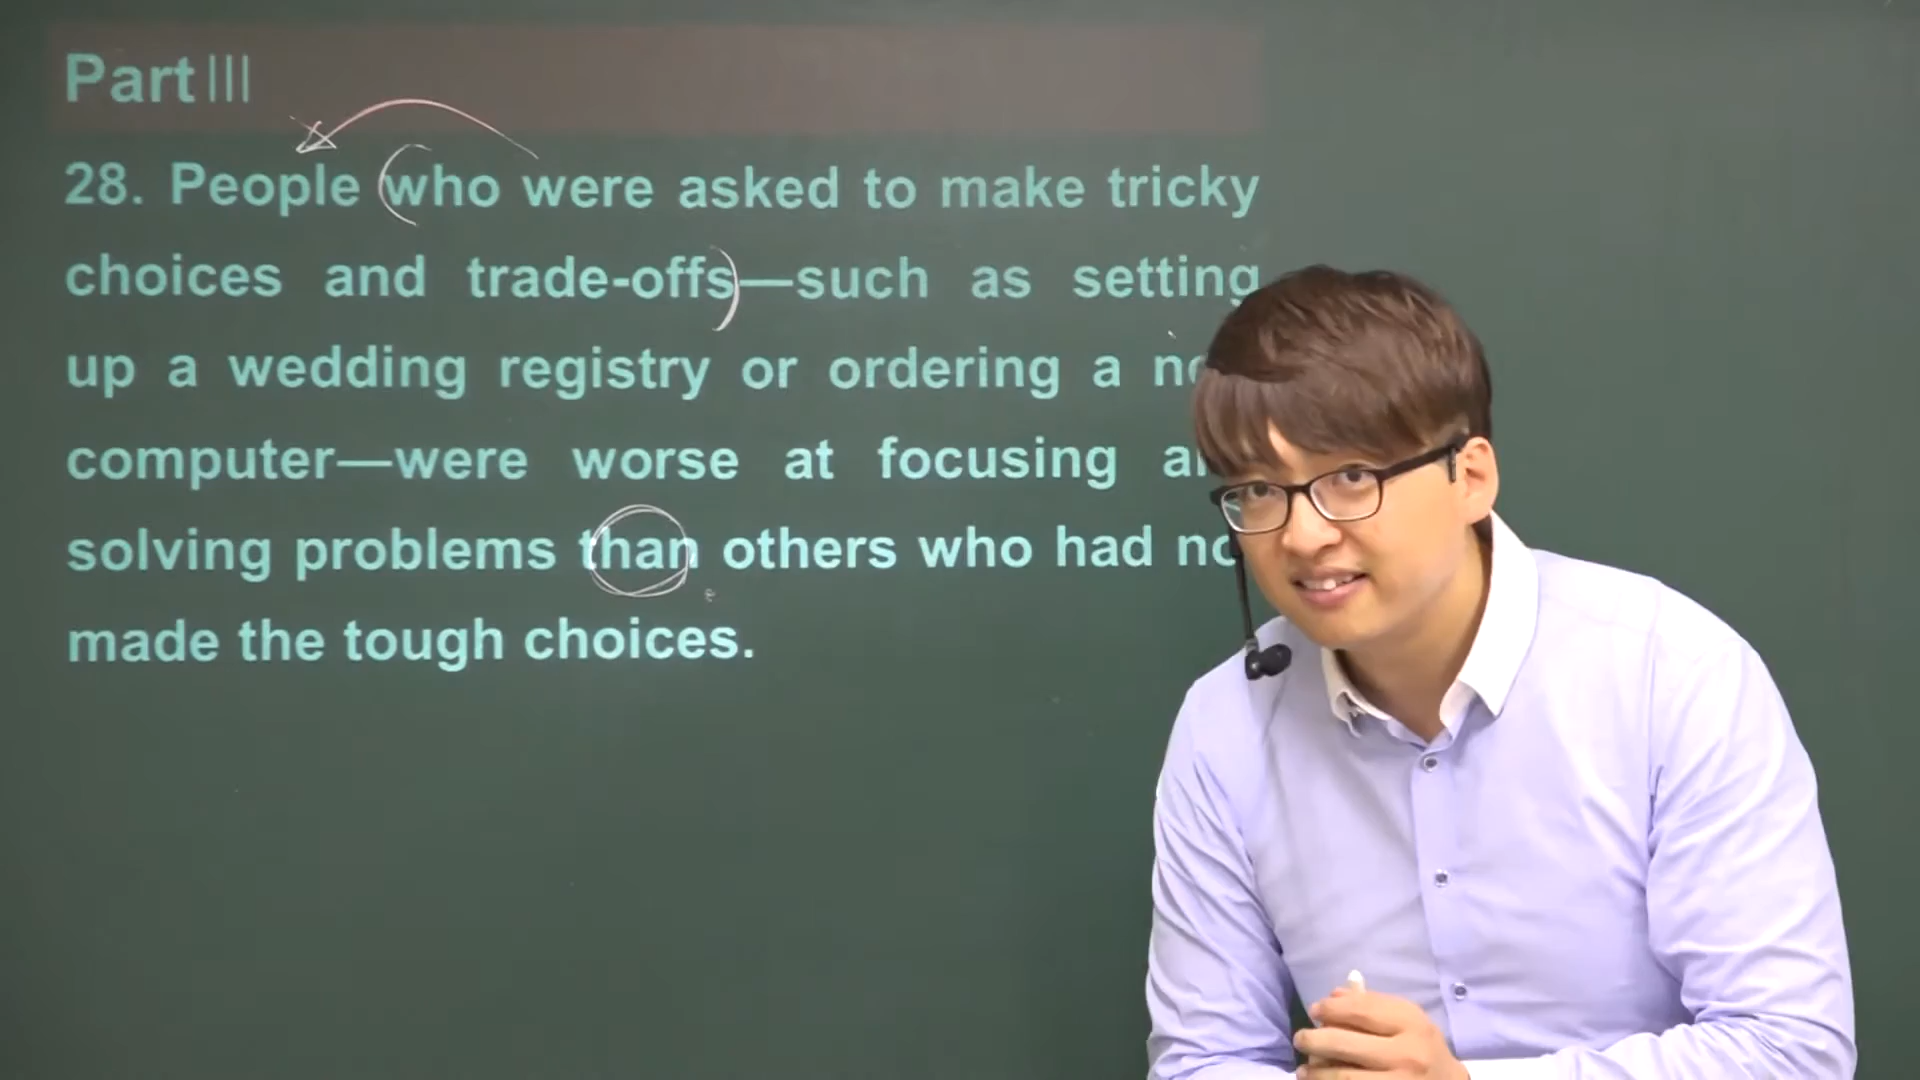 Part III
28. People who were asked to make tricky
choices and trade-offs—such as setting
up a wedding registry or ordering a
computer—were worse at focusing
solving problems than others who had
made the tough choices.